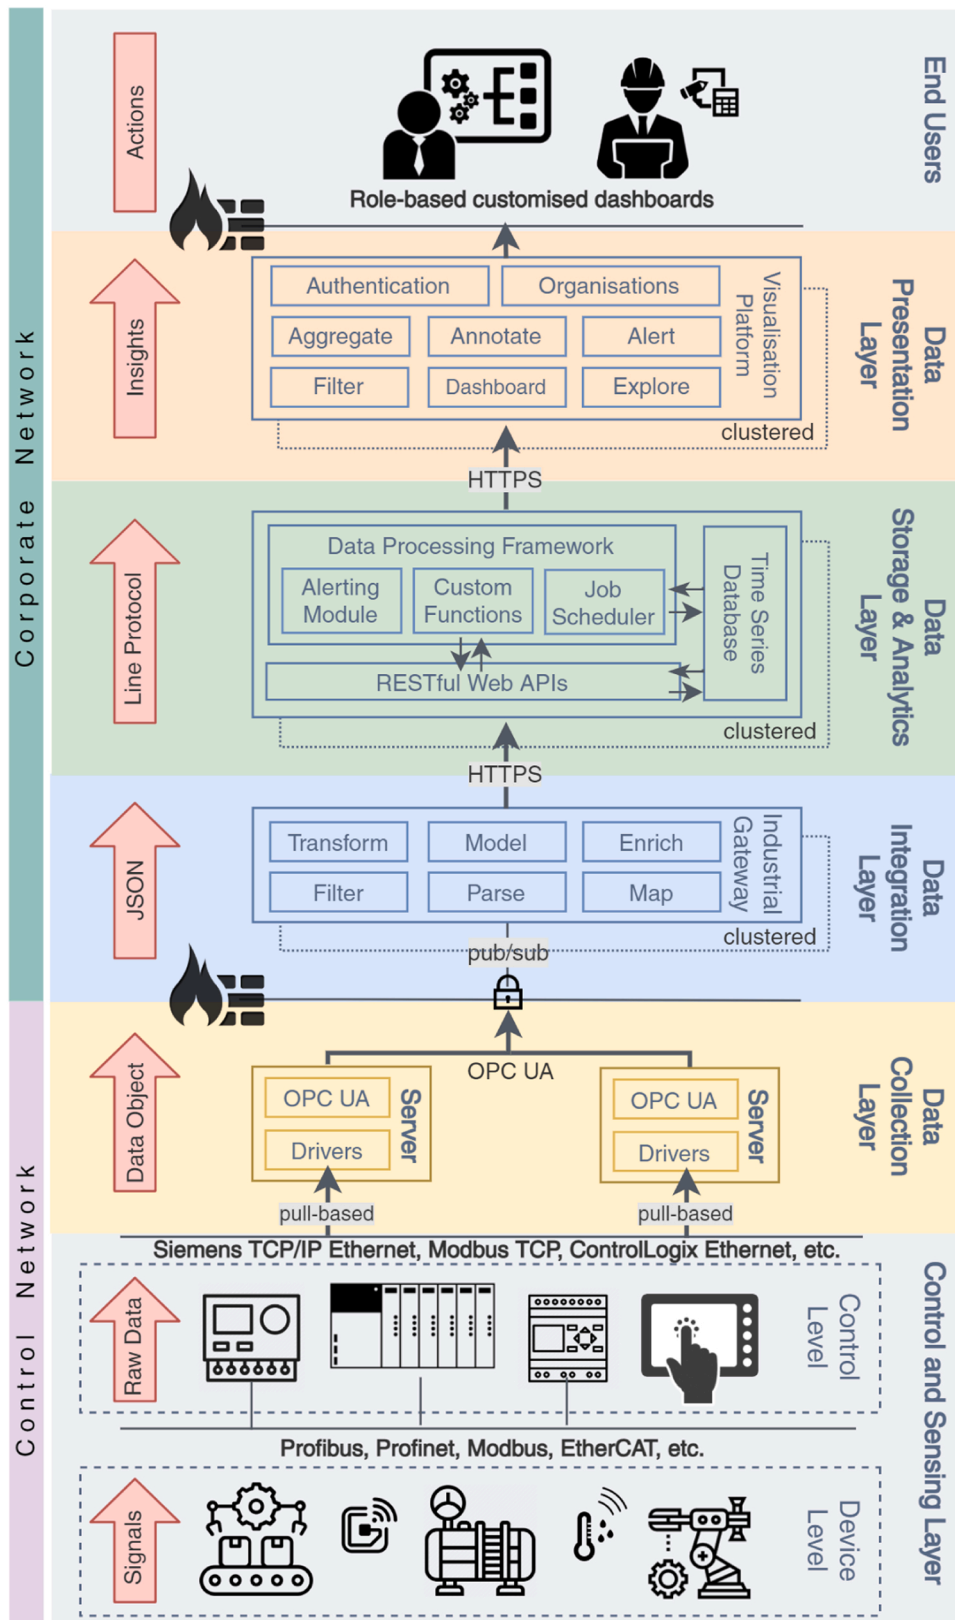 Corporate Network
Control Network
Actions
End Users
Role-based customised dashboards
Insights
Authentication
Organisations
Aggregate
Annotate
Alert
Filter
Dashboard
Explore
Visualisation
Platform
clustered
Data
Presentation
Layer
HTTPS
Line Protocol
Data Processing Framework
Alerting
Module
Custom
Functions
Job
Scheduler
Time Series
Database
RESTful Web APIs
clustered
Data
Storage & Analytics
Layer
HTTPS
JSON
Transform
Model
Enrich
Filter
Parse
Map
Industrial
Gateway
clustered
Data
Integration
Layer
pub/sub
Data Object
OPC UA
OPC UA
Drivers
Server
OPC UA
Drivers
Server
pull-based
pull-based
Data
Collection
Layer
Siemens TCP/IP Ethernet, Modbus TCP, ControlLogix Ethernet, etc.
Raw Data
Control
Level
Profibus, Profinet, Modbus, EtherCAT, etc.
Signals
Device
Level
Control and Sensing Layer